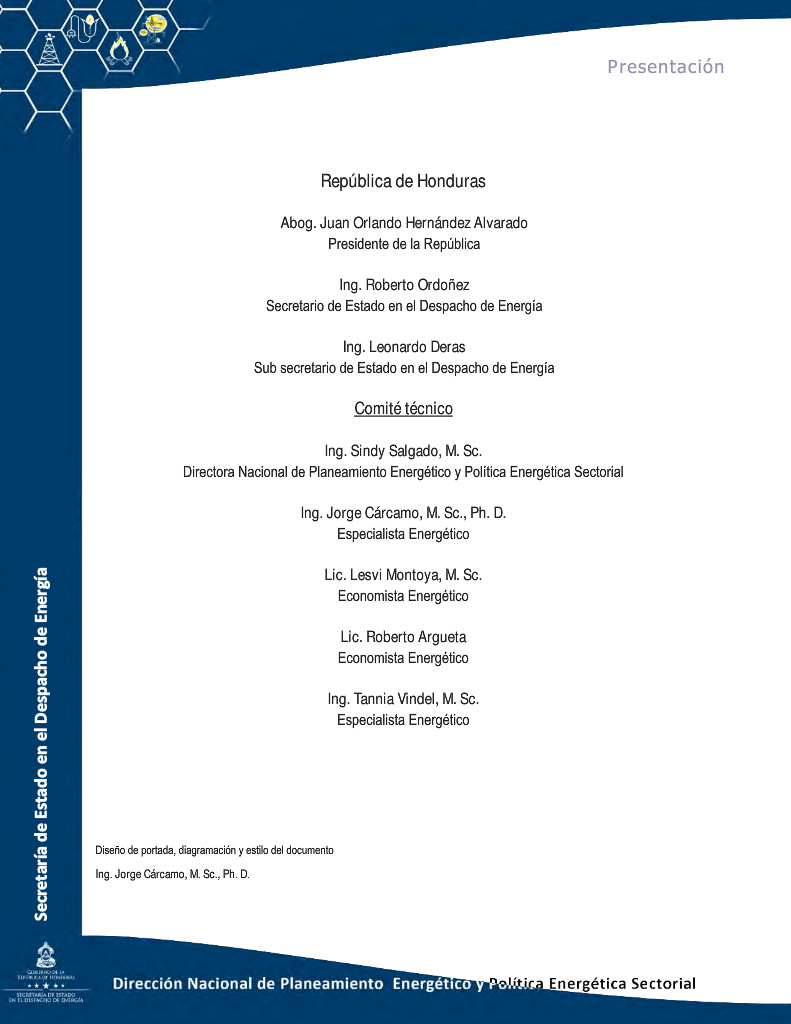 Presentación
República de Honduras
Abog. Juan Orlando Hernández Alvarado
Presidente de la República
Ing. Roberto Ordoñez
Secretario de Estado en el Despacho de Energía
Ing. Leonardo Deras
Sub secretario de Estado en el Despacho de Energía
Comité técnico
Ing. Sindy Salgado, M. Sc.
Directora Nacional de Planeamiento Energético y Política Energética Sectorial
Ing. Jorge Cárcamo, M. Sc., Ph. D.
Especialista Energético
Lic. Lesvi Montoya, M. Sc.
Economista Energético
Lic. Roberto Argueta
Economista Energético
Ing. Tannia Vindel, M. Sc.
Especialista Energético
Diseño de portada, diagramación y estilo del documento
Ing. Jorge Cárcamo, M. Sc., Ph. D.
Secretaría de Estado en el Despacho de Energía
GOBIERNO DE LA
REPÚBLICA DE HONDURAS
SECRETARÍA DE ESTADO
EN EL DESPACHO DE ENERGÍA
Dirección Nacional de Planeamiento Energético y Política Energética Sectorial